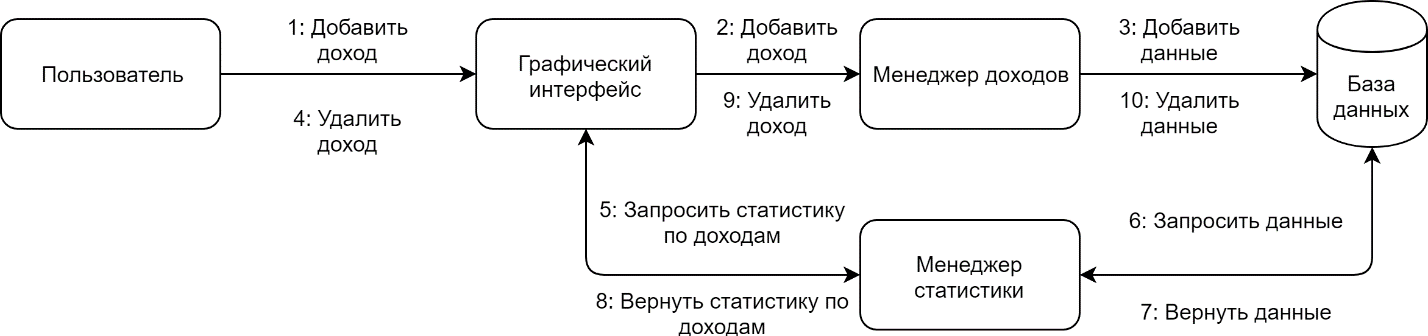 Пользователь
1: Добавить
доход
4: Удалить
доход
Графический
интерфейс
2: Добавить
доход
9: Удалить
доход
Менеджер доходов
3: Добавить
данные
10: Удалить
данные
База
данных
5: Запросить статистику
по доходам
8: Вернуть статистику по
доходам
Менеджер
статистики
6: Запросить данные
7: Вернуть данные